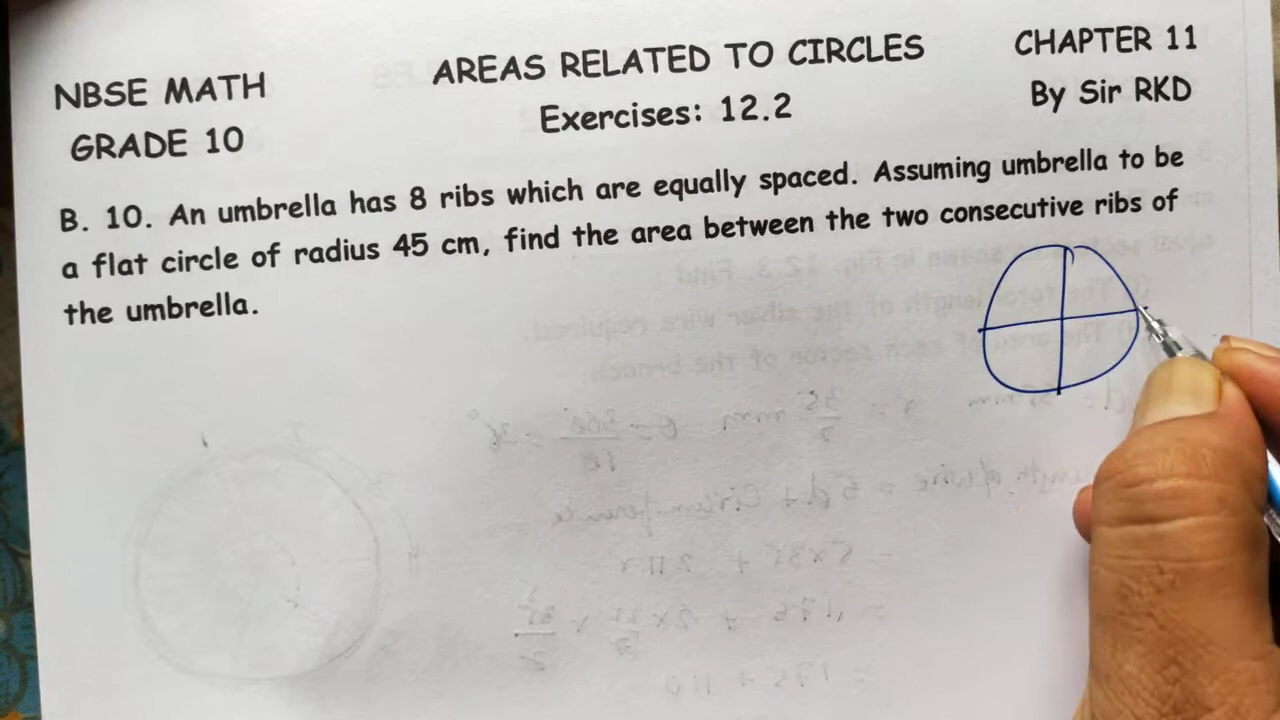 NBSE MATH
GRADE 10
AREAS RELATED TO CIRCLES
Exercises: 12.2
CHAPTER 11
By Sir RKD
B. 10. An umbrella has 8 ribs which are equally spaced. Assuming umbrella to be
a flat circle of radius 45 cm, find the area between the two consecutive ribs of
the umbrella.